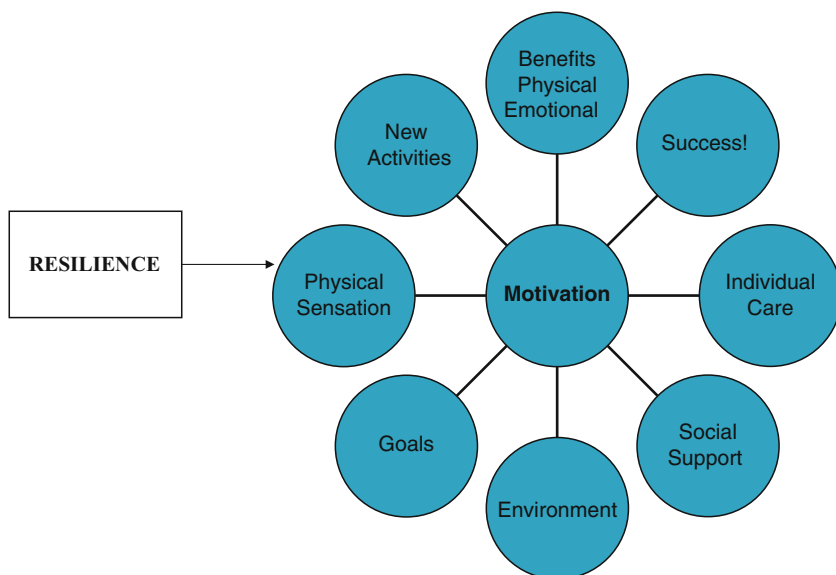 Benefits
Physical
Emotional
New
Activities
Success!
RESILIENCE
Physical
Sensation
Motivation
Individual
Care
Goals
Social
Support
Environment